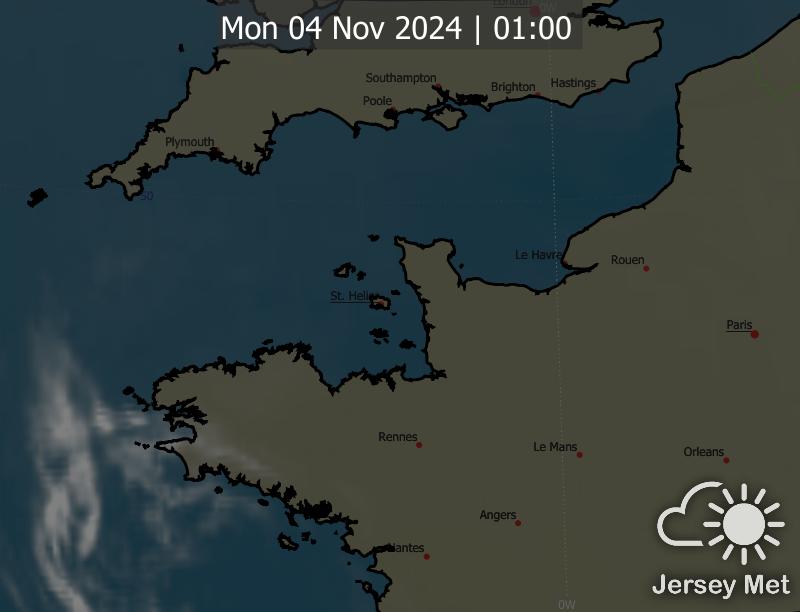 London
0W
Mon 04 Nov 2024 | 01:00
Southampton
Brighton
Hastings
Poole
Plymouth
50
Le Havre
Rouen
St. Helier
Paris
Rennes
Le Mans
Orleans
Angers
Nantes
Jersey Met
0W